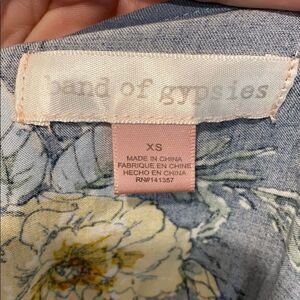 band of gypsies
XS
MADE IN CHINA
FABRIQUE EN CHINE
HECHO EN CHINA
RN#141357